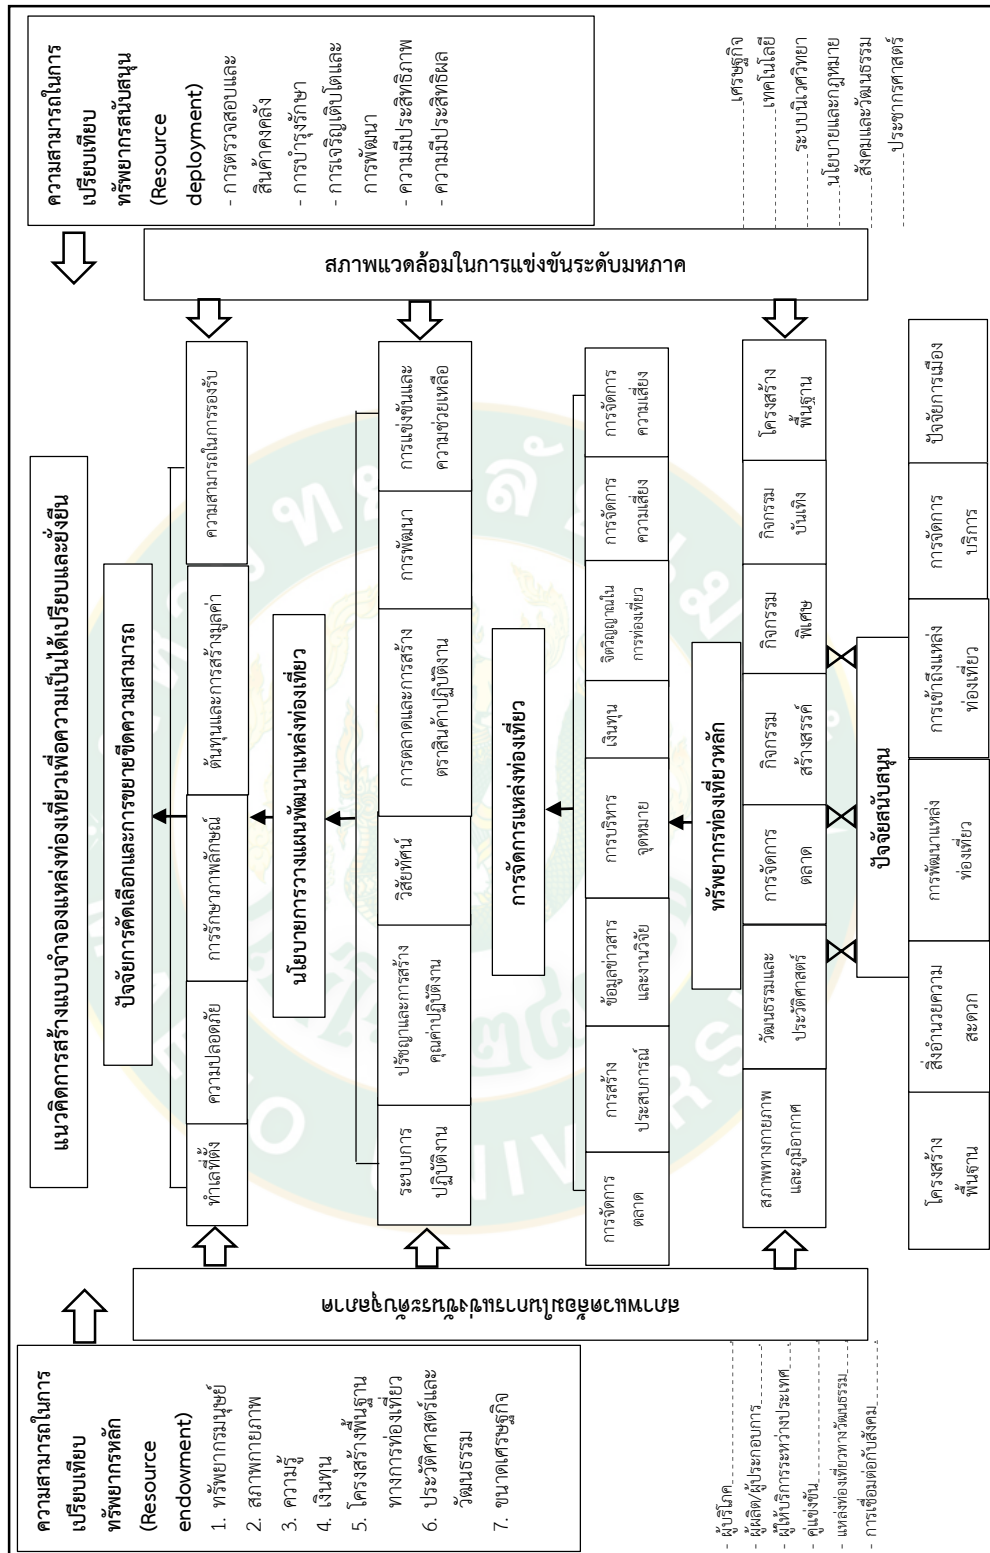 แนวคิดการสร้างแบบจำลองแหล่งท่องเที่ยวเพื่อความเป็นได้เปรียบและยั่งยืน
ความสามารถในการ
เปรียบเทียบ
ทรัพยากรหลัก
(Resource
endowment)
1. ทรัพยากรมนุษย์
2. สภาพกายภาพ
3. ความรู้
4. เงินทุน
5. โครงสร้างพื้นฐาน
ทางการท่องเที่ยว
6. ประวัติศาสตร์และ
วัฒนธรรม
7. ขนาดเศรษฐกิจ
- ผู้บริโภค
- ผู้ผลิต/ผู้ประกอบการ
- ผู้ให้บริการระหว่างประเทศ
- คู่แข่งขัน
- แหล่งท่องเที่ยวทางวัฒนธรรม
- การเชื่อมต่อกับสังคม
สภาพแวดล้อมในการแข่งขันระดับจุลภาค
ปัจจัยการคัดเลือกและการขยายขีดความสามารถ
ทำเลที่ตั้ง
ความปลอดภัย
การรักษาภาพลักษณ์
ต้นทุนและการสร้างมูลค่า
ความสามารถในการรองรับ
นโยบายการวางแผนพัฒนาแหล่งท่องเที่ยว
ระบบการ
ปฏิบัติงาน
ปรัชญาและการสร้าง
คุณค่าปฏิบัติงาน
วิสัยทัศน์
การตลาดและการสร้าง
ตราสินค้าปฏิบัติงาน
การพัฒนา
การแข่งขันและ
ความช่วยเหลือ
การจัดการแหล่งท่องเที่ยว
การจัดการ
ตลาด
การสร้าง
ประสบการณ์
ข้อมูลข่าวสาร
และงานวิจัย
การบริหาร
จุดหมาย
เงินทุน
จิตวิญญาณใน
การท่องเที่ยว
การจัดการ
ความเสี่ยง
การจัดการ
ความเสี่ยง
ทรัพยากรท่องเที่ยวหลัก
สภาพทางกายภาพ
และภูมิอากาศ
วัฒนธรรมและ
ประวัติศาสตร์
การจัดการ
ตลาด
กิจกรรม
สร้างสรรค์
กิจกรรม
พิเศษ
กิจกรรม
บันเทิง
โครงสร้าง
พื้นฐาน
ปัจจัยสนับสนุน
โครงสร้าง
พื้นฐาน
สิ่งอำนวยความ
สะดวก
การพัฒนาแหล่ง
ท่องเที่ยว
การเข้าถึงแหล่ง
ท่องเที่ยว
การจัดการ
บริการ
ปัจจัยการเมือง
สภาพแวดล้อมในการแข่งขันระดับมหภาค
ความสามารถในการ
เปรียบเทียบ
ทรัพยากรสนับสนุน
(Resource
deployment)
- การตรวจสอบและ
สินค้าคงคลัง
- การบำรุงรักษา
- การเจริญเติบโตและ
การพัฒนา
- ความมีประสิทธิภาพ
- ความมีประสิทธิผล
เศรษฐกิจ
เทคโนโลยี
ระบบนิเวศวิทยา
นโยบายและกฎหมาย
สังคมและวัฒนธรรม
ประชากรศาสตร์